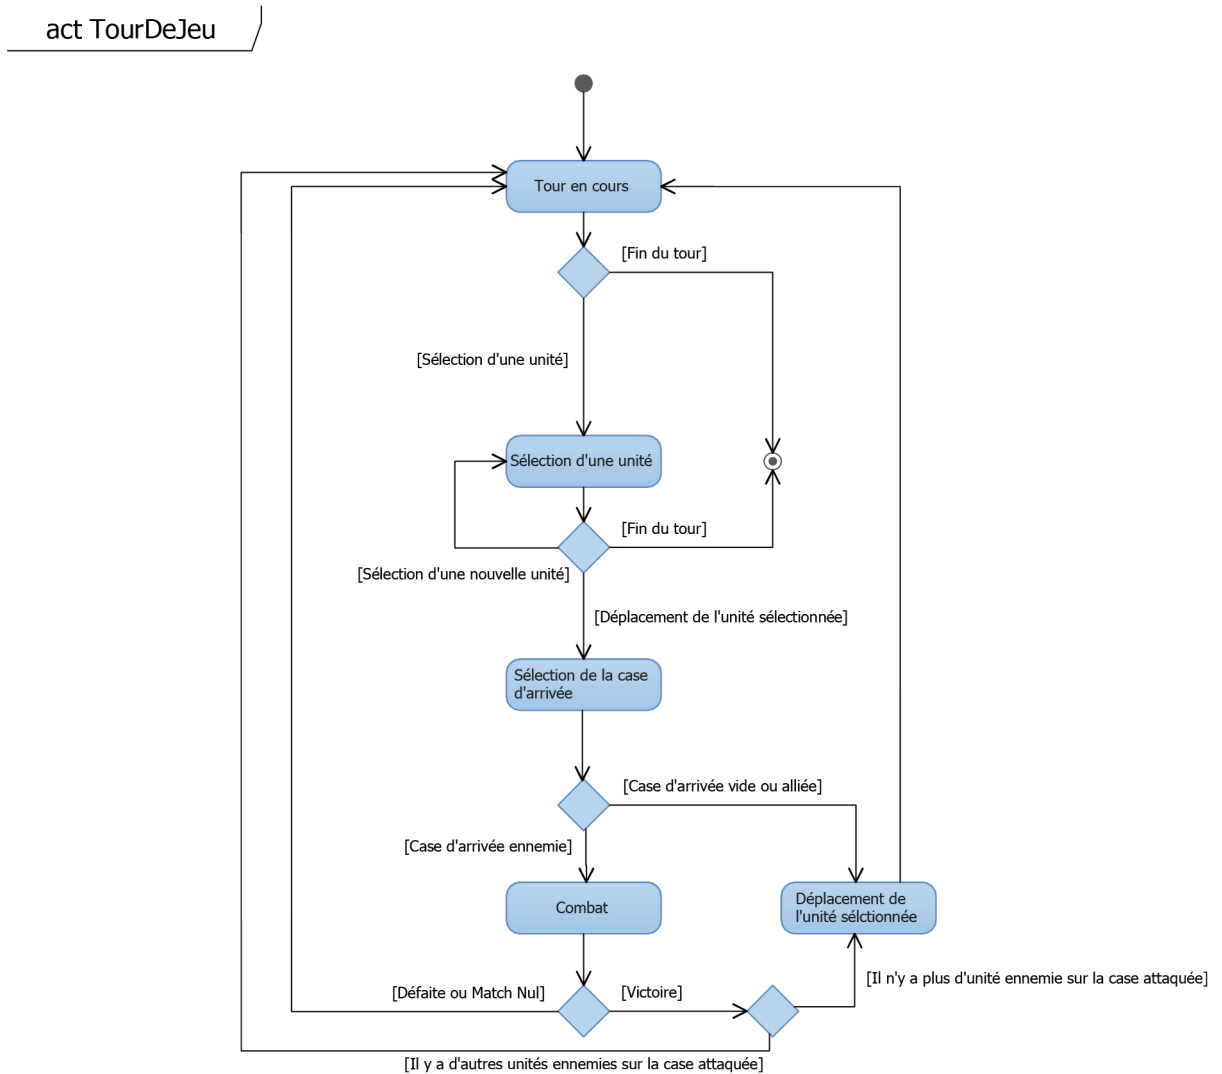 act TourDeJeu
Tour en cours
[Fin du tour]
[Sélection d'une unité]
Sélection d'une unité
[Fin du tour]
[Sélection d'une nouvelle unité]
[Déplacement de l'unité sélectionnée]
Sélection de la case
d'arrivée
[Case d'arrivée vide ou alliée]
[Case d'arrivée ennemie]
Combat
Déplacement de
l'unité sélctionnée
[Il n'y a plus d'unité ennemie sur la case attaquée]
[Défaite ou Match Nul]
[Victoire]
[Il y a d'autres unités ennemies sur la case attaquée]